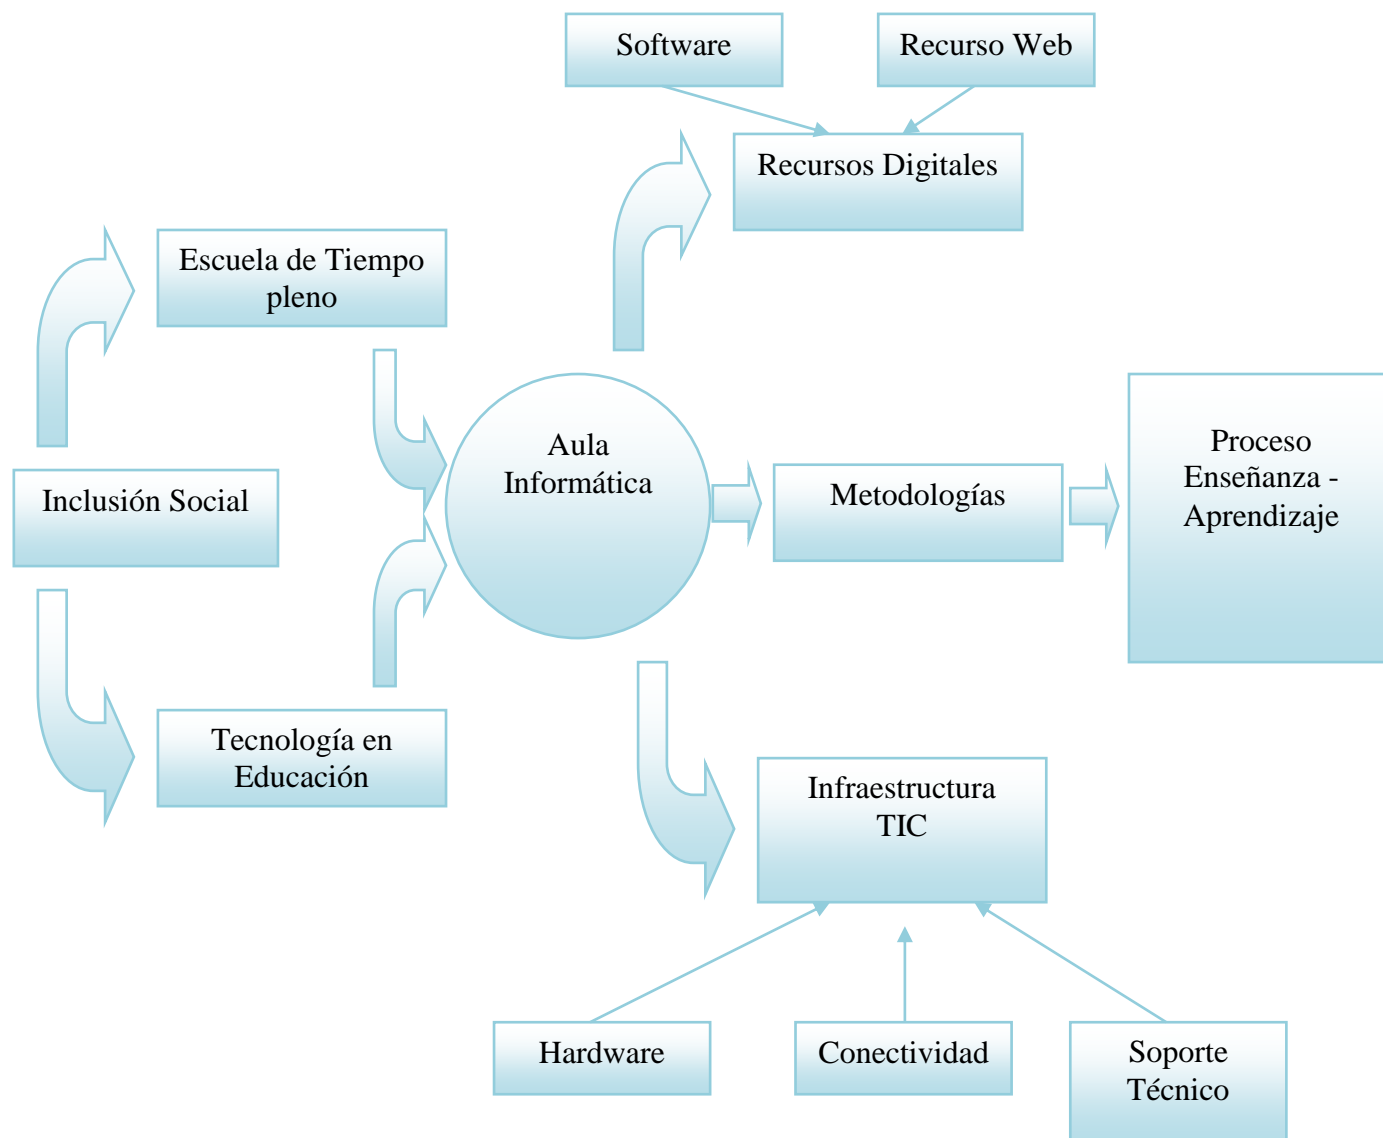 Software
Recurso Web
Recursos Digitales
Escuela de Tiempo
pleno
Aula
Informática
Proceso
Enseñanza -
Aprendizaje
Inclusión Social
Metodologías
Tecnología en
Educación
Infraestructura
TIC
Hardware
Conectividad
Soporte
Técnico